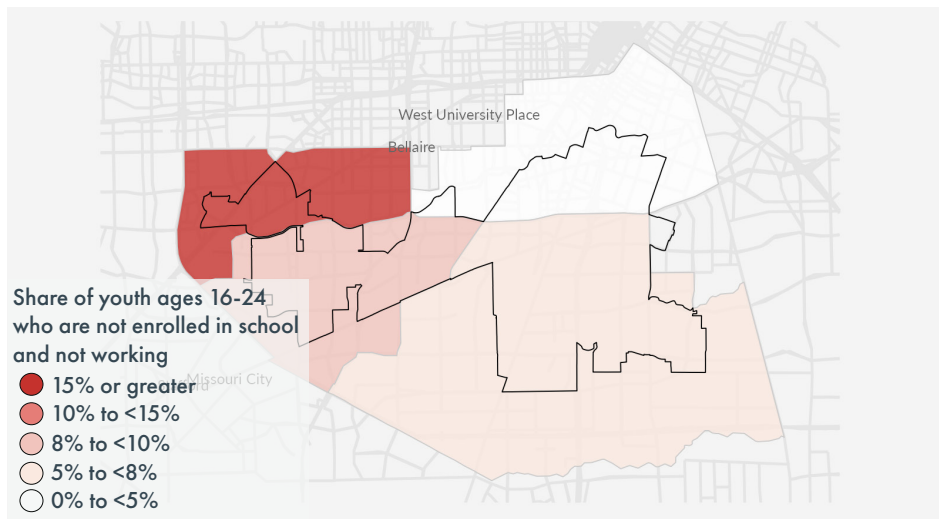 West University Place
Bellaire
Share of youth ages 16-24
who are not enrolled in school
and not working
Missouri City
15% or greater
10% to <15%
8% to <10%
5% to <8%
0% to <5%